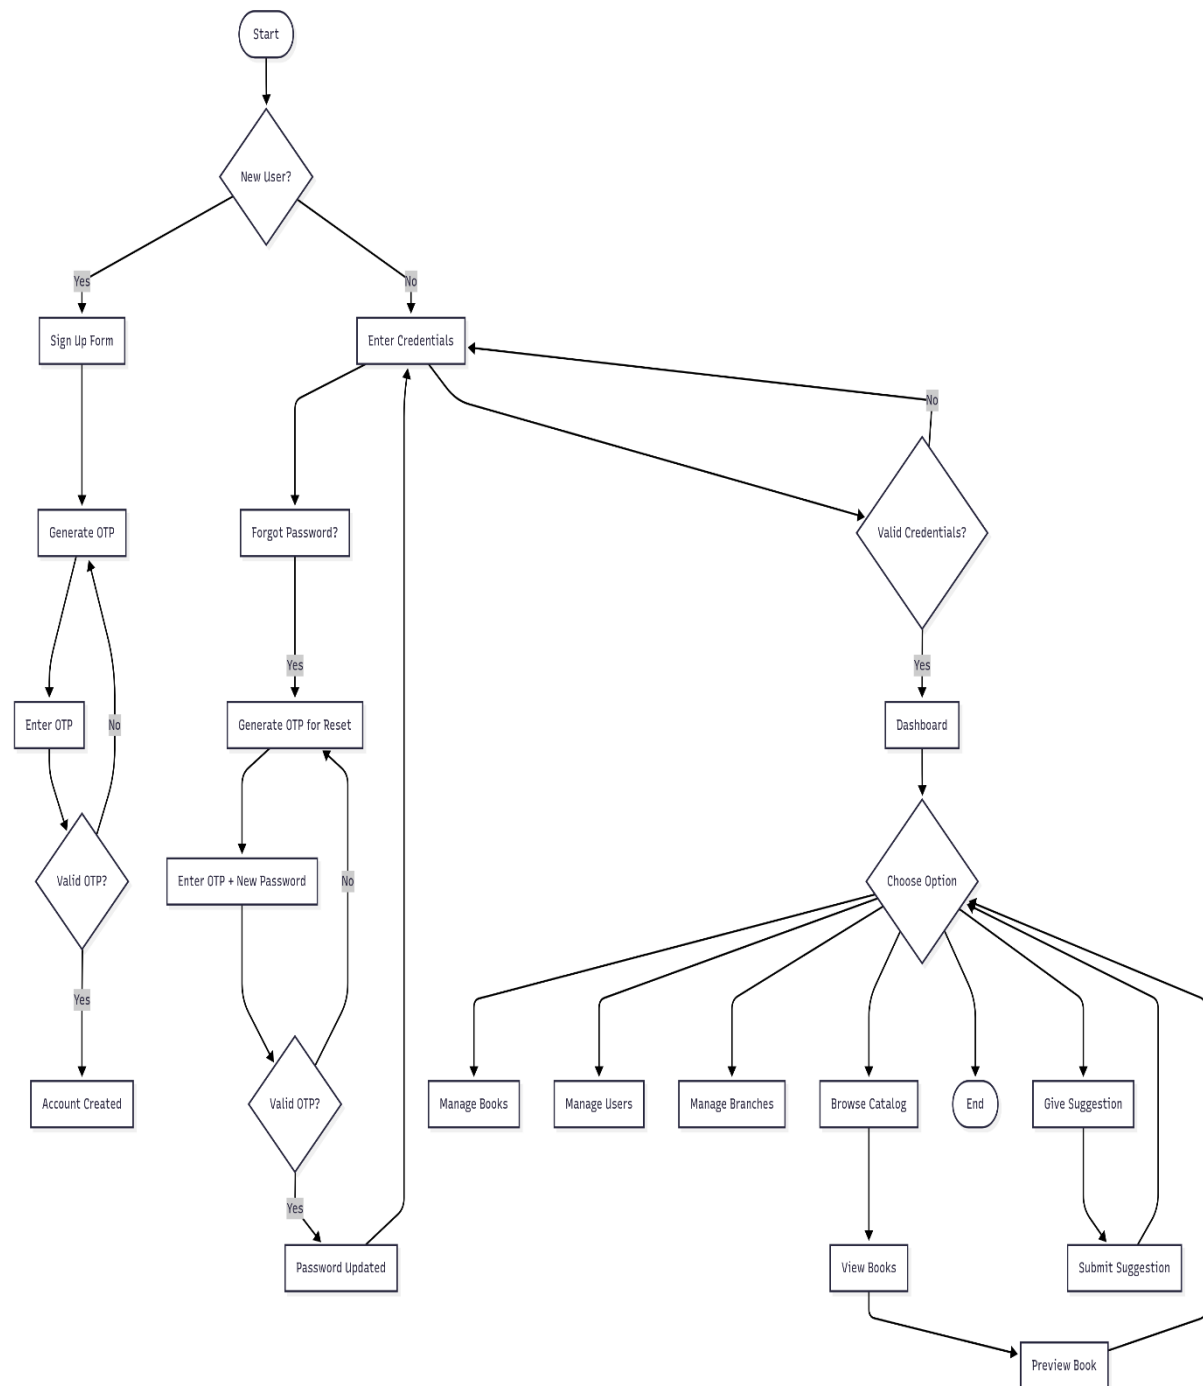 Start
New User?
Yes
No
Sign Up Form
Enter Credentials
No
Generate OTP
Forgot Password?
Valid Credentials?
Yes
Yes
Enter OTP
No
Generate OTP for Reset
Dashboard
Valid OTP?
Enter OTP + New Password
No
Choose Option
Yes
Account Created
Valid OTP?
Manage Books
Manage Users
Manage Branches
Browse Catalog
End
Give Suggestion
Yes
Password Updated
View Books
Submit Suggestion
Preview Book